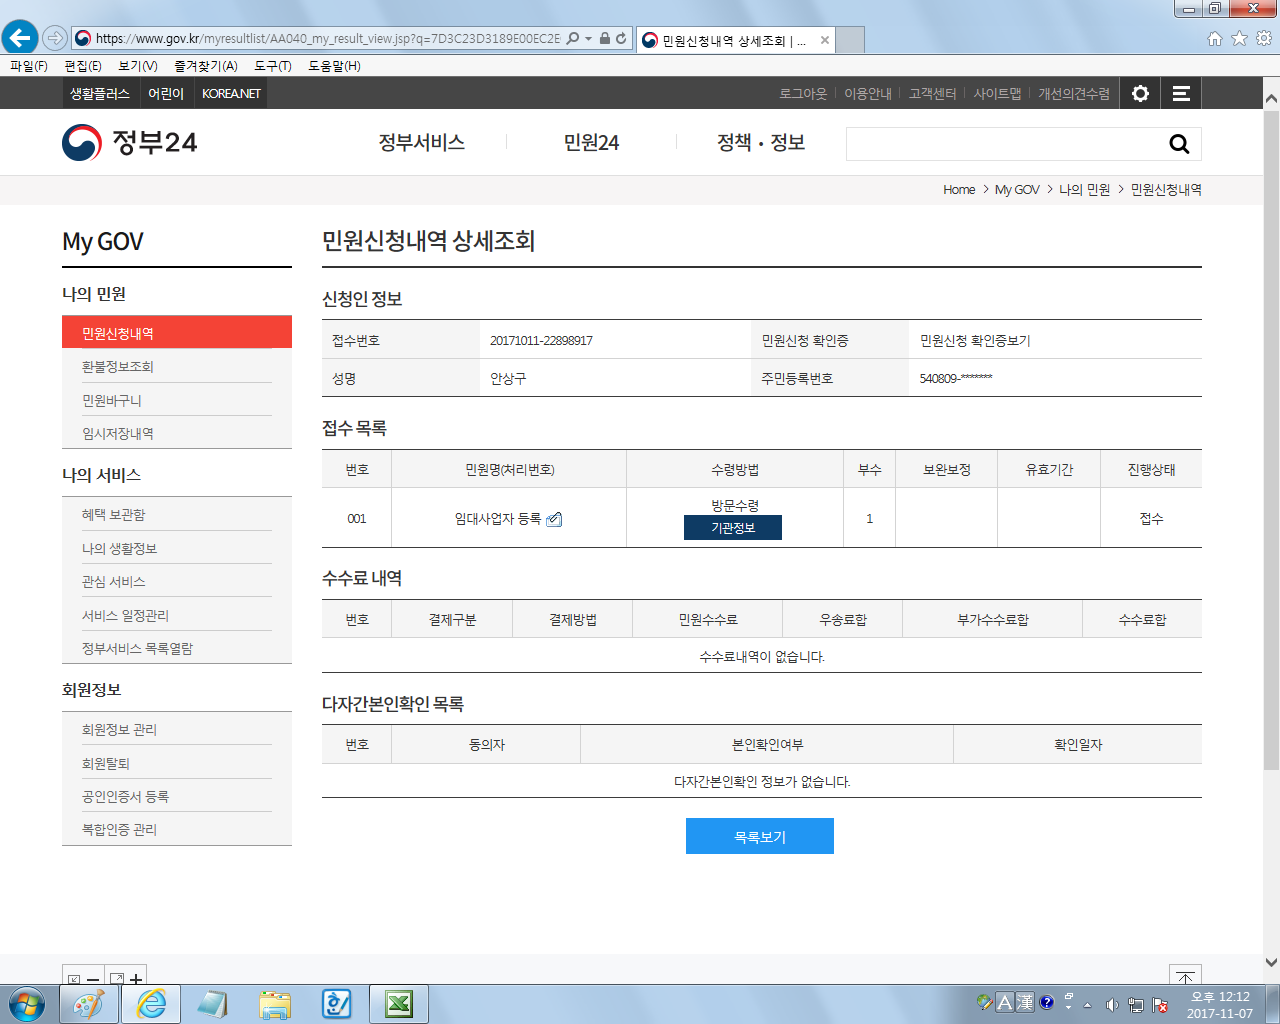 https://www.gov.kr/myresultlist/AA040_my_result_view.jsp?q=7D3C23D3189E00EC2E
민원신청내역 상세조회 | ...
파일(F) 편집(E) 보기(V) 즐겨찾기(A) 도구(T) 도움말(H)
생활플러스 어린이 KOREA.NET
로그아웃 이용안내 고객센터 사이트맵 개선의견수렴
정부24
정부서비스 민원24 정책 • 정보
Home > My GOV > 나의 민원 > 민원신청내역
My GOV
나의 민원
민원신청내역
환불정보조회
민원바구니
임시저장내역
나의 서비스
혜택 보관함
나의 생활정보
관심 서비스
서비스 일정관리
정부서비스 목록열람
회원정보
회원정보 관리
회원탈퇴
공인인증서 등록
복합인증 관리
민원신청내역 상세조회
신청인 정보
접수번호 20171011-22898917 민원신청 확인증 민원신청 확인증보기
성명 안상구 주민등록번호 540809-*******
접수 목록
번호 민원명(처리번호) 수령방법 부수 보완보정 유효기간 진행상태
001 임대사업자 등록 방문수령 1 접수
기관정보
수수료 내역
번호 결제구분 결제방법 민원수수료 우송료합 부가수수료합 수수료합
수수료내역이 없습니다.
다자간본인확인 목록
번호 동의자 본인확인여부 확인일자
다자간본인확인 정보가 없습니다.
목록보기
A 漢
오후 12:12
2017-11-07